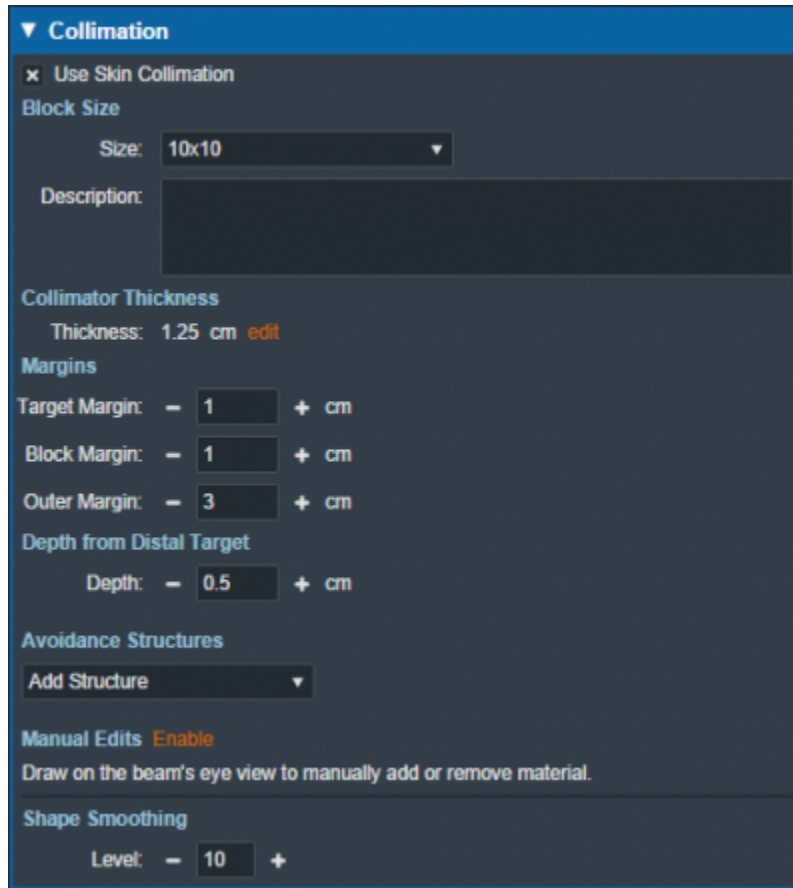 Collimation
Use Skin Collimation
Block Size
Size: 10x10
Description:
Collimator Thickness
Thickness: 1.25 cm edit
Margins
Target Margin: − 1 + cm
Block Margin: − 1 + cm
Outer Margin: − 3 + cm
Depth from Distal Target
Depth: − 0.5 + cm
Avoidance Structures
Add Structure
Manual Edits Enable
Draw on the beam's eye view to manually add or remove material.
Shape Smoothing
Level: − 10 +